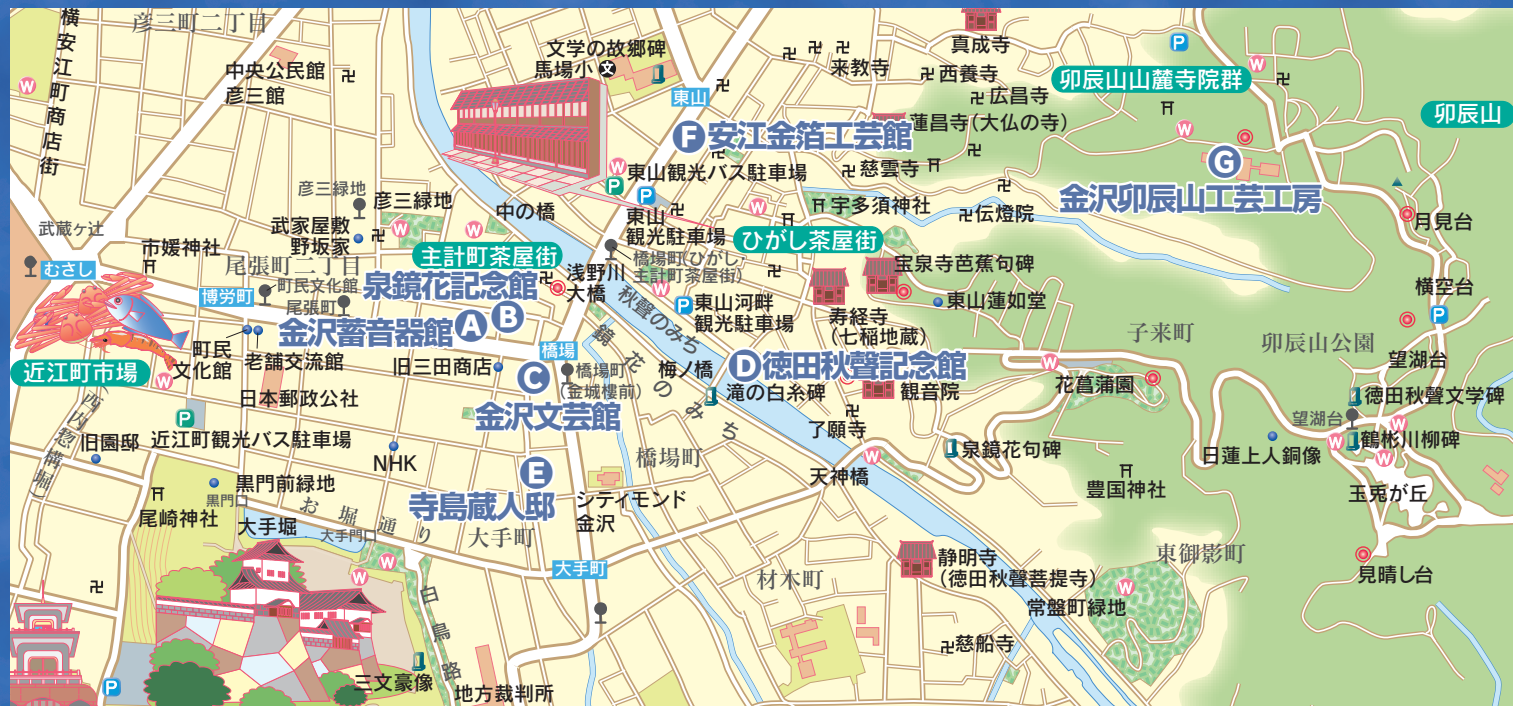 横安江町商店街
彦三町二丁目
中央公民館
彦三館
文学の故郷碑
馬場小
文
東山
真成寺
来教寺
西養寺
広昌寺
蓮昌寺(大仏の寺)
P
卯辰山山麓寺院群
卯辰山
F 安江金箔工芸館
東山観光バス駐車場
慈雲寺
G
金沢卯辰山工芸工房
彦三緑地
彦三緑地
中の橋
東山
観光駐車場
宇多須神社
伝燈院
月見台
武蔵ヶ辻
武家屋敷
野坂家
市媛神社
尾張町二丁目
主計町茶屋街
ひがし茶屋街
橋場町(ひがし・
主計町茶屋街)
むさし
博労町
町民文化館
尾張町
泉鏡花記念館
B
浅野川
大橋
秋聲のみち
宝泉寺芭蕉句碑
東山蓮如堂
横空台
金沢蓄音器館 A
東山河畔
観光駐車場
寿経寺
(七稲地蔵)
子来町
卯辰山公園
近江町市場
町民
文化館
老舗交流館
旧三田商店
橋場
鏡花のみち
梅ノ橋
D 徳田秋聲記念館
望湖台
C
金沢文芸館
橋場町
(金城樓前)
滝の白糸碑
観音院
花菖蒲園
徳田秋聲文学碑
西内惣構堀
日本郵政公社
近江町観光バス駐車場
旧園邸
NHK
橋場町
了願寺
泉鏡花句碑
望湖台
鶴彬川柳碑
日蓮上人銅像
E
寺島蔵人邸
天神橋
豊国神社
玉兎が丘
黒門前緑地
黒門口
尾崎神社
お堀通り
大手堀
大手門口
大手町
シティモンド
金沢
大手町
材木町
静明寺
(徳田秋聲菩提寺)
東御影町
見晴し台
常盤町緑地
白鳥路
慈船寺
三文豪像
地方裁判所
P